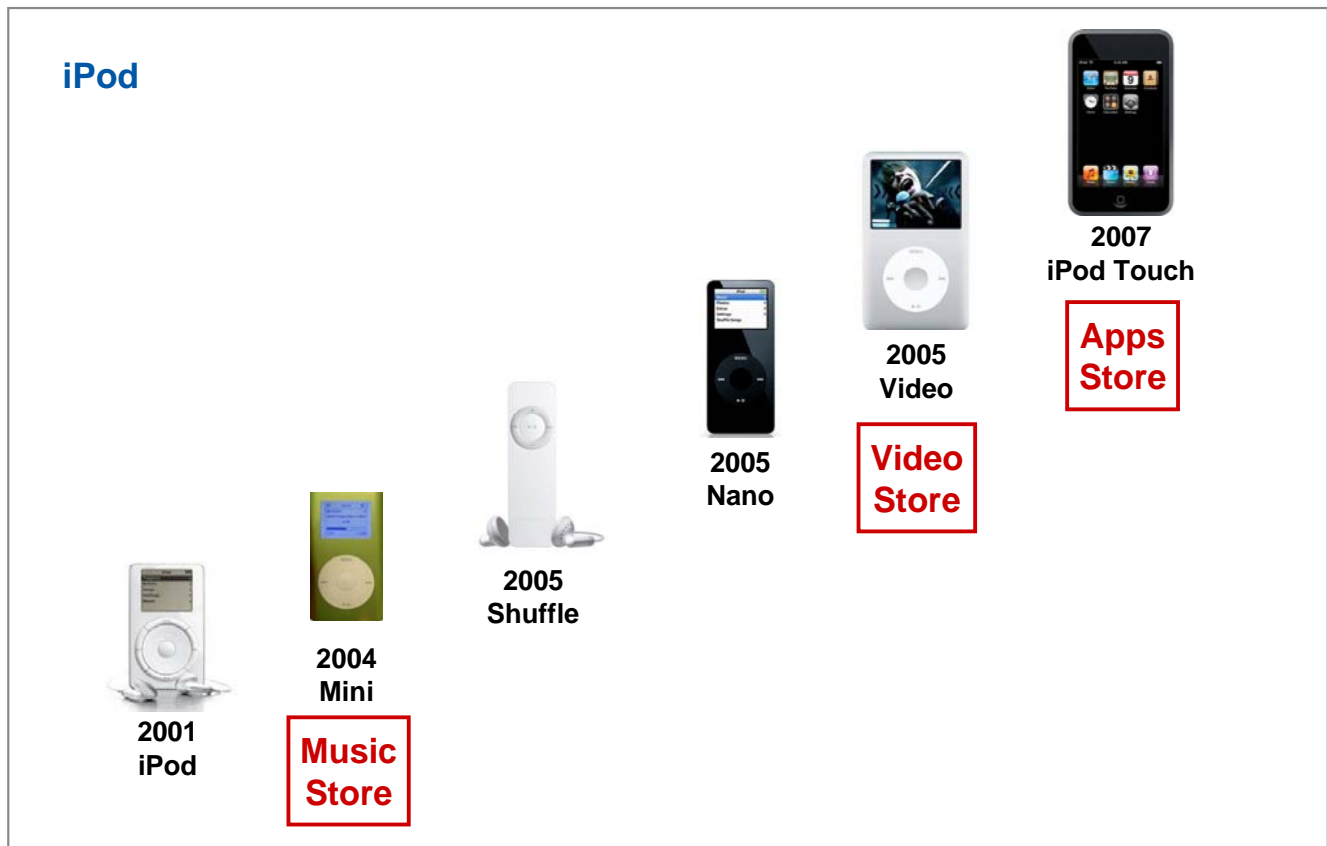 iPod
2001
iPod
2004
Mini
Music
Store
2005
Shuffle
2005
Nano
2005
Video
Video
Store
2007
iPod Touch
Apps
Store